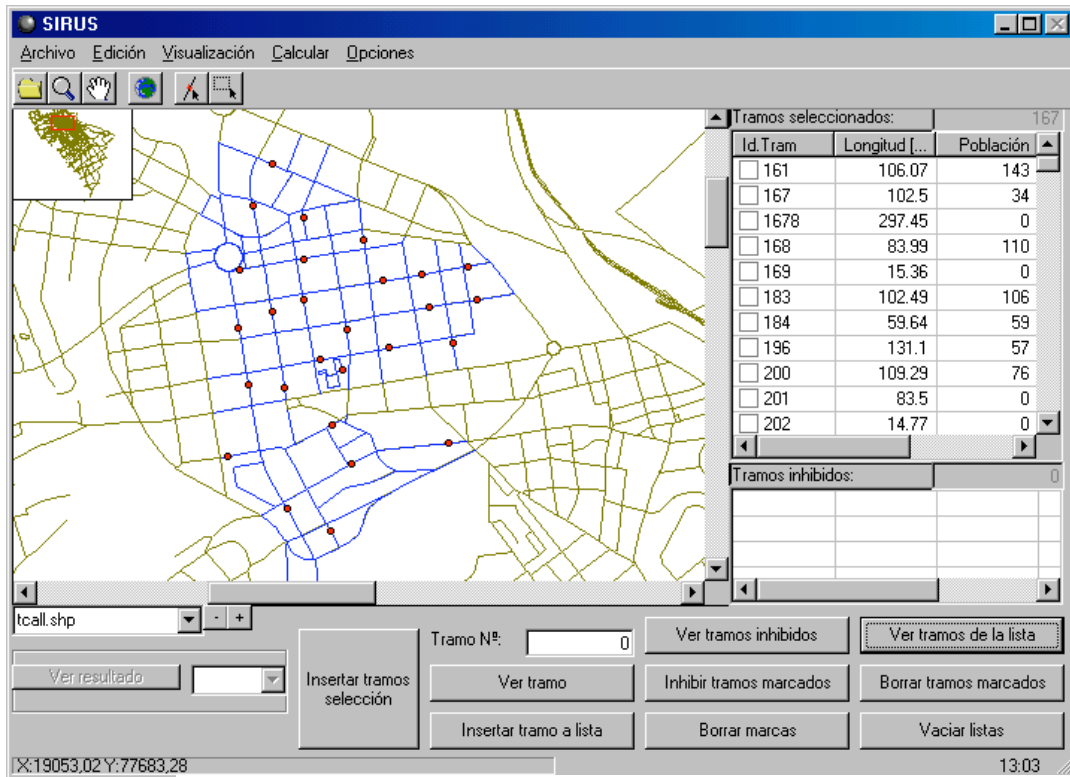 SIRUS
Archivo Edición Visualización Calcular Opciones
Tramos seleccionados: 167
Id.Tram Longitud [... Población
161 106.07 143
167 102.5 34
1678 297.45 0
168 83.99 110
169 15.36 0
183 102.49 106
184 59.64 59
196 131.1 57
200 109.29 76
201 83.5 0
202 14.77 0
Tramos inhibidos: 0
tcall.shp - +
Ver resultado
Insertar tramos selección
Tramo Nº: 0
Ver tramo
Insertar tramo a lista
Ver tramos inhibidos
Inhibir tramos marcados
Borrar marcas
Ver tramos de la lista
Borrar tramos marcados
Vaciar listas
X:19053,02 Y:77683,28 13:03